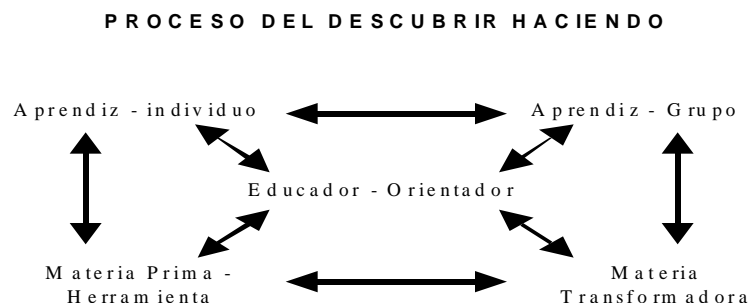 PROCESO DEL DESCUBRIR HACIENDO
Aprendiz - individuo
Aprendiz - Grupo
Educador - Orientador
Materia Prima -
Herramienta
Materia
Transformadora